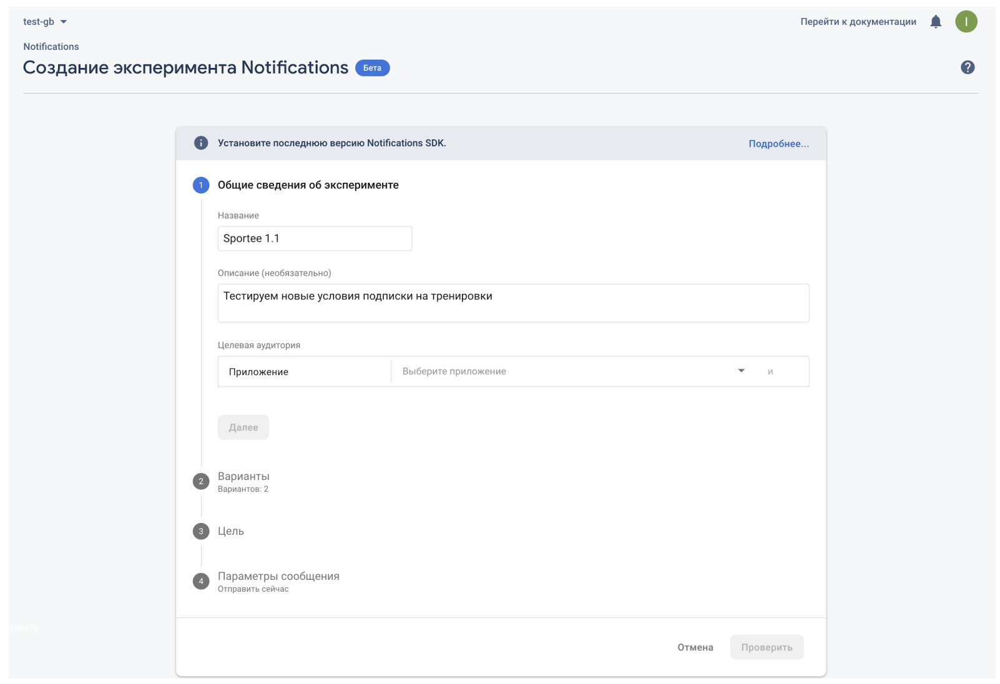 test-gb
Перейти к документации
I
Notifications
Создание эксперимента Notifications
Бета
?
i
Установите последнюю версию Notifications SDK.
Подробнее...
1
Общие сведения об эксперименте
Название
Sportee 1.1
Описание (необязательно)
Тестируем новые условия подписки на тренировки
Целевая аудитория
Приложение
Выберите приложение
и
Далее
2
Варианты
Вариантов: 2
3
Цель
4
Параметры сообщения
Отправить сейчас
Отмена
Проверить